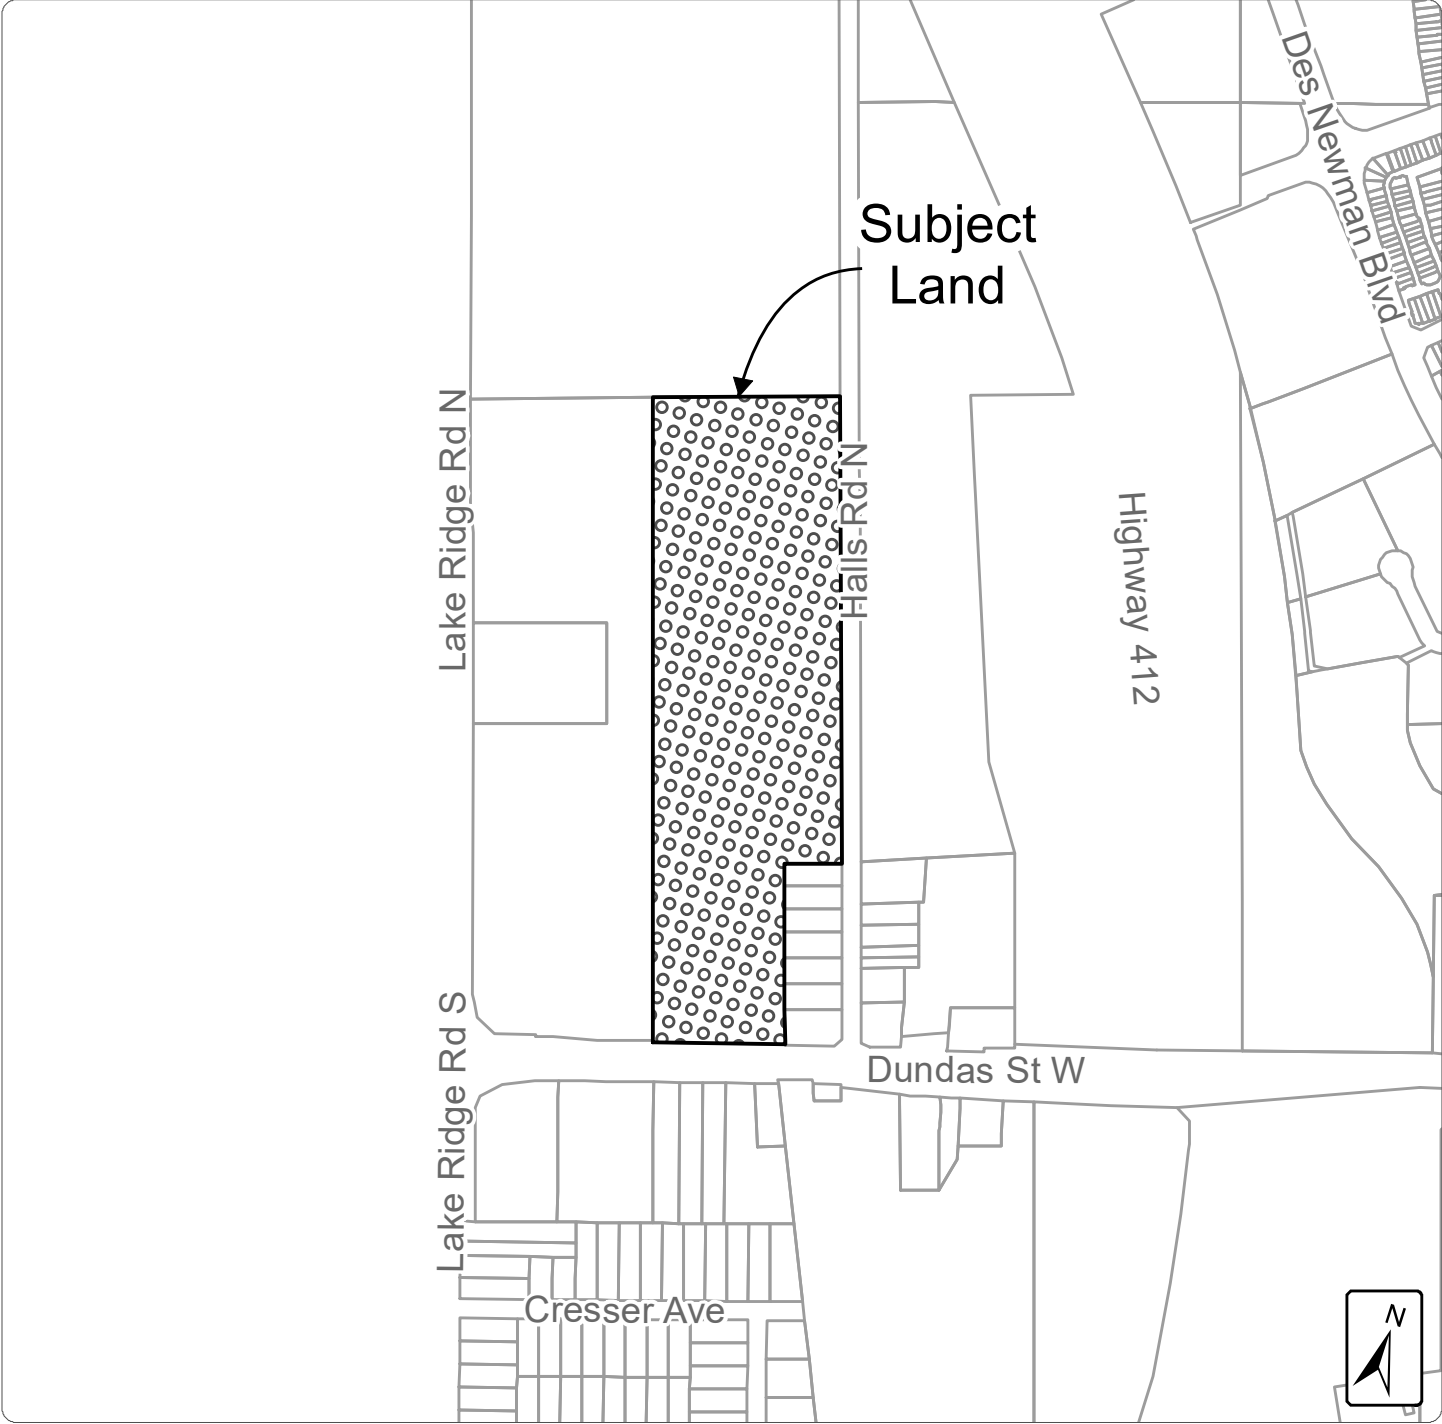 Des Newman Blvd
Subject
Land
Lake Ridge Rd N
Halls Rd N
Highway 412
Lake Ridge Rd S
Dundas St W
Cresser Ave
N